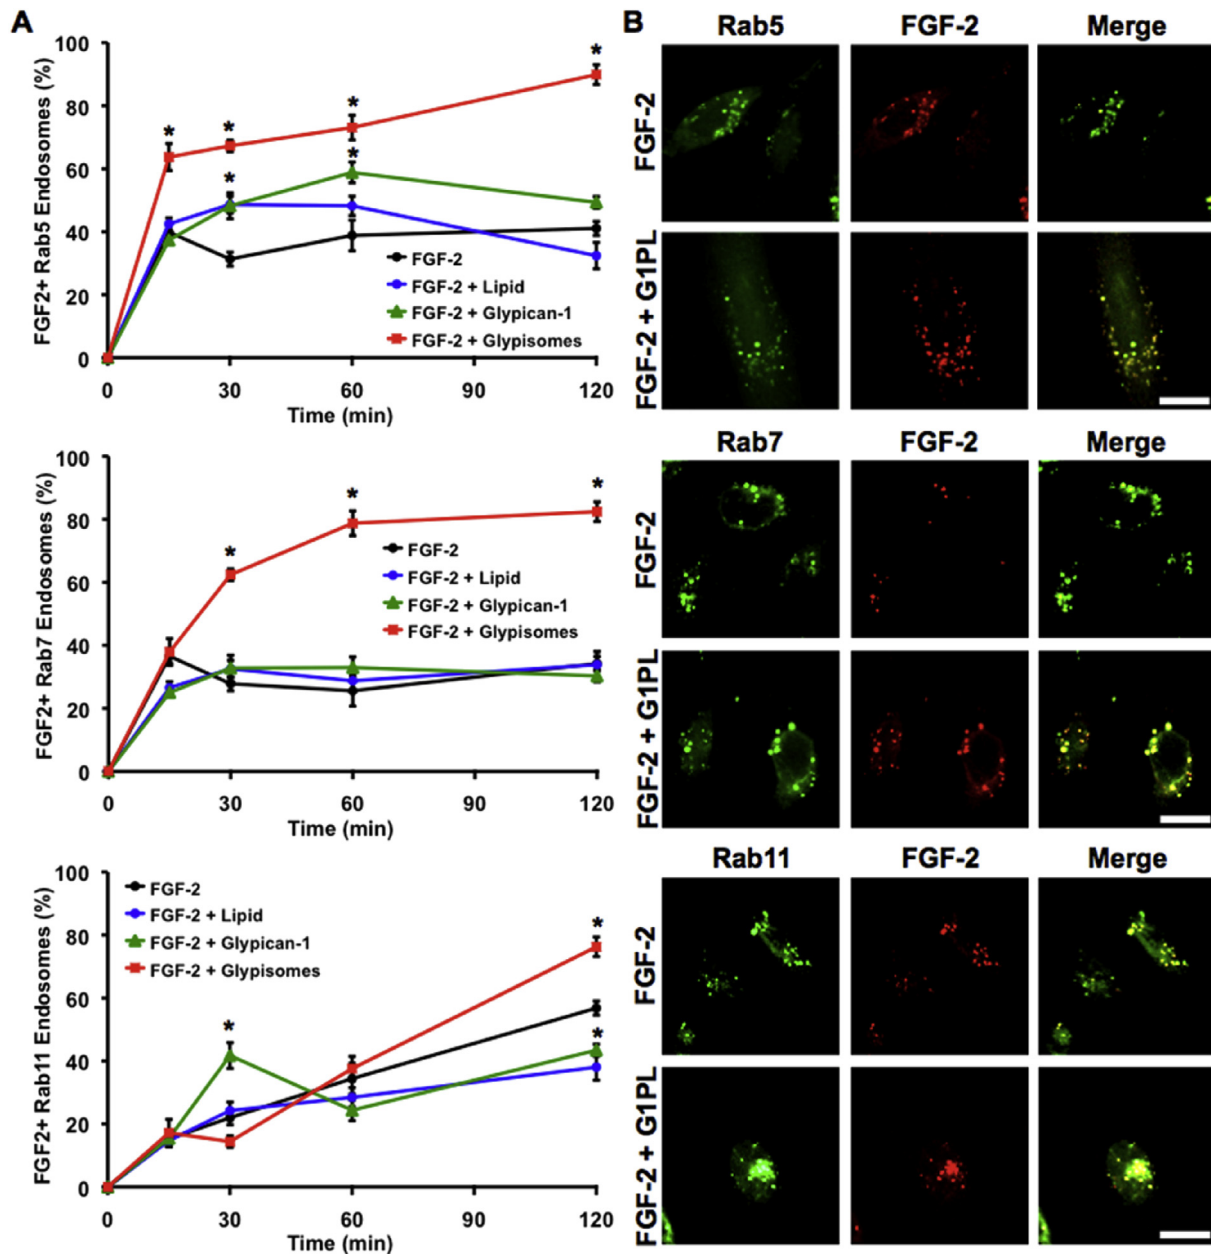 A
B
100
80
60
40
20
0
FGF2+ Rab5 Endosomes (%)
*
*
*
*
*
*
FGF-2
FGF-2 + Lipid
FGF-2 + Glypican-1
FGF-2 + Glypisomes
0
30
60
90
120
Time (min)
Rab5
FGF-2
Merge
FGF-2
FGF-2 + G1PL
100
80
60
40
20
0
FGF2+ Rab7 Endosomes (%)
*
*
*
FGF-2
FGF-2 + Lipid
FGF-2 + Glypican-1
FGF-2 + Glypisomes
0
30
60
90
120
Time (min)
Rab7
FGF-2
Merge
FGF-2
FGF-2 + G1PL
100
80
60
40
20
0
FGF2+ Rab11 Endosomes (%)
FGF-2
FGF-2 + Lipid
FGF-2 + Glypican-1
FGF-2 + Glypisomes
*
*
*
0
30
60
90
120
Time (min)
Rab11
FGF-2
Merge
FGF-2
FGF-2 + G1PL